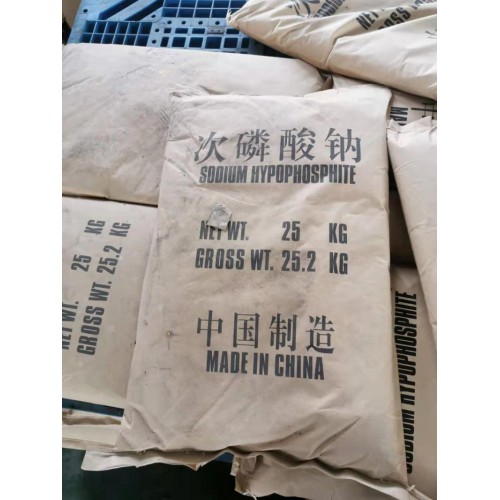 次磷酸钠
SODIUM HYPOPHOSPHITE
NET WT. 25 KG
GROSS WT. 25.2 KG
中国制造
MADE IN CHINA
NET WT. 25 KG
GROSS WT. 25.2 KG
SODIUM HYPOPHOSPHITE